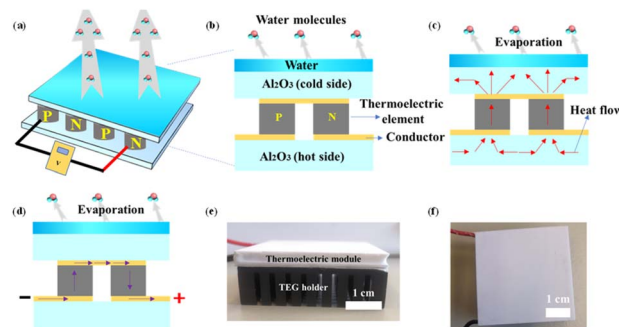 (a)
P
N
P
N
V
(b)
Water molecules
Water
Al2O3 (cold side)
P
N
Thermoelectric
element
Conductor
Al2O3 (hot side)
(c)
Evaporation
Heat flow
(d)
Evaporation
-
+
(e)
Thermoelectric module
TEG holder
1 cm
(f)
1 cm